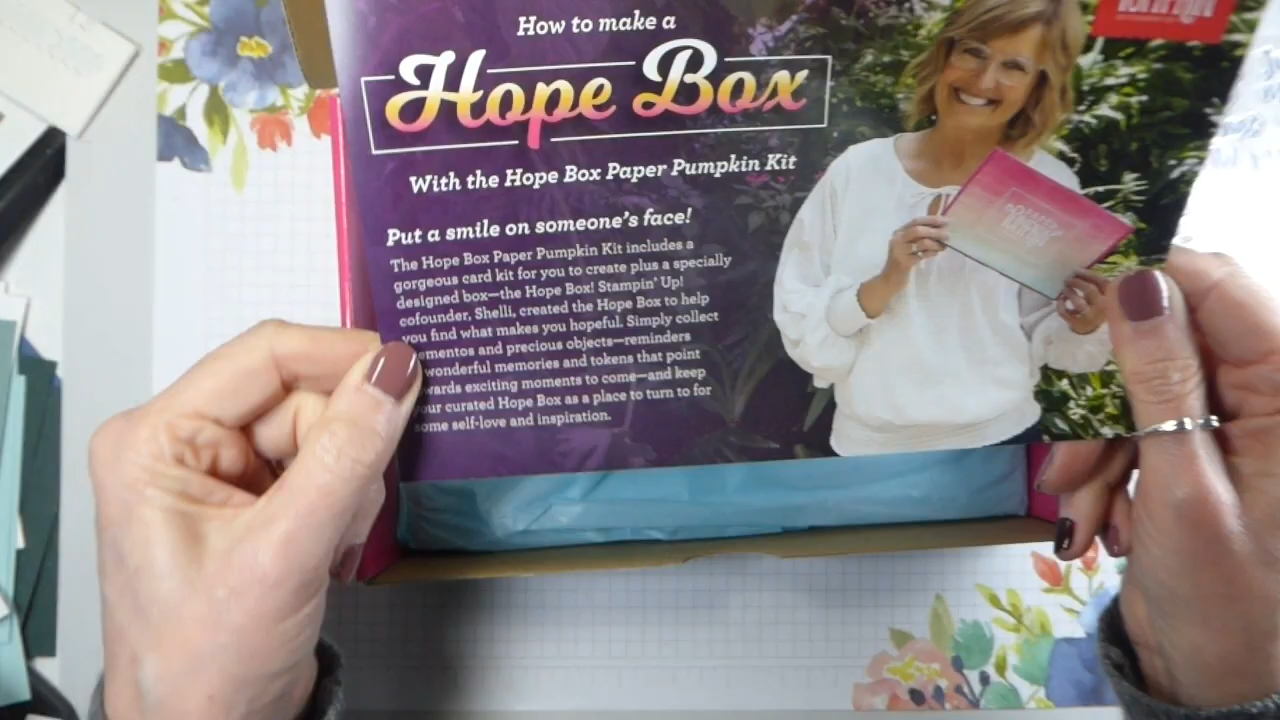 How to make a
Hope Box
With the Hope Box Paper Pumpkin Kit
Put a smile on someone's face!
The Hope Box Paper Pumpkin Kit includes a
gorgeous card kit for you to create plus a specially
designed box—the Hope Box! Stampin' Up!
cofounder, Shelli, created the Hope Box to help
you find what makes you hopeful. Simply collect
ementos and precious objects—reminders
wonderful memories and tokens that point
wards exciting moments to come—and keep
our curated Hope Box as a place to turn to for
some self-love and inspiration.